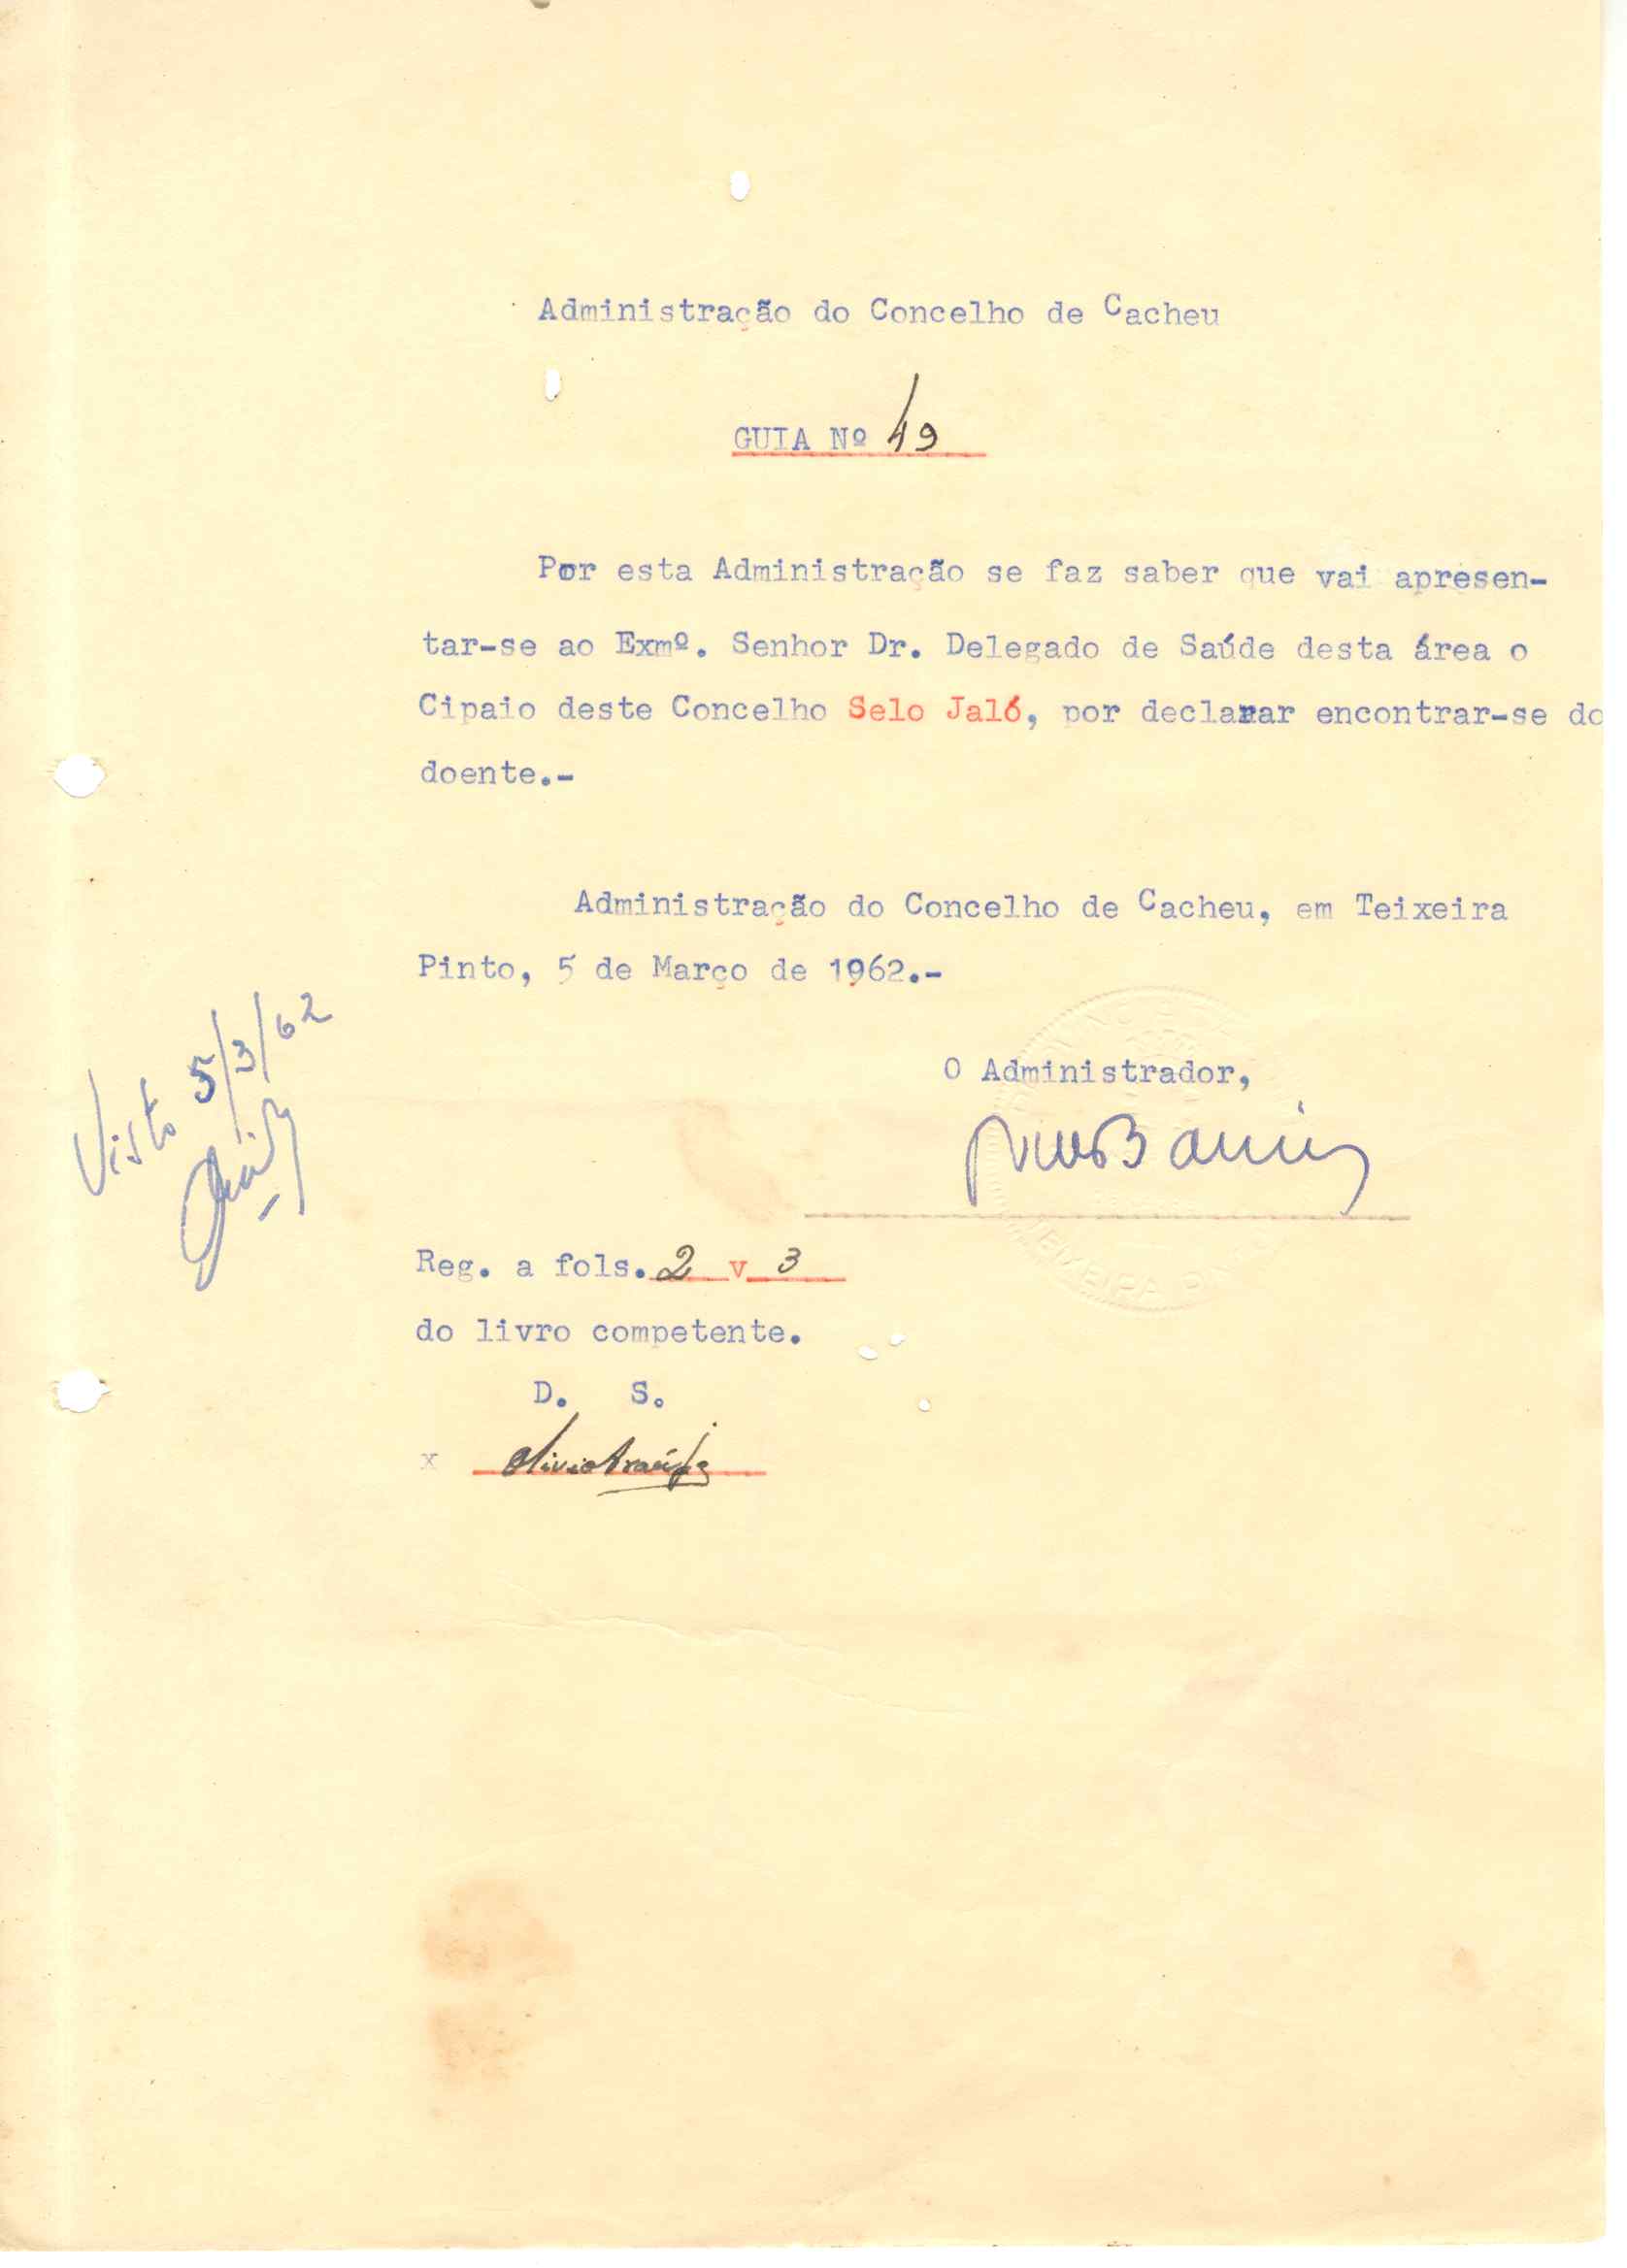 Administração do Concelho de Cacheu
GUIA Nº 49
Por esta Administração se faz saber que vai apresen-
tar-se ao Exmº. Senhor Dr. Delegado de Saúde desta área o
Cipaio deste Concelho Selo Jaló, por declarar encontrar-se do
doente.-
Administração do Concelho de Cacheu, em Teixeira
Pinto, 5 de Março de 1962.-
Visto 5/3/62
O Administrador,
Reg. a fols. 2 v 3
do livro competente.
D. S.
x Olivio Araújo